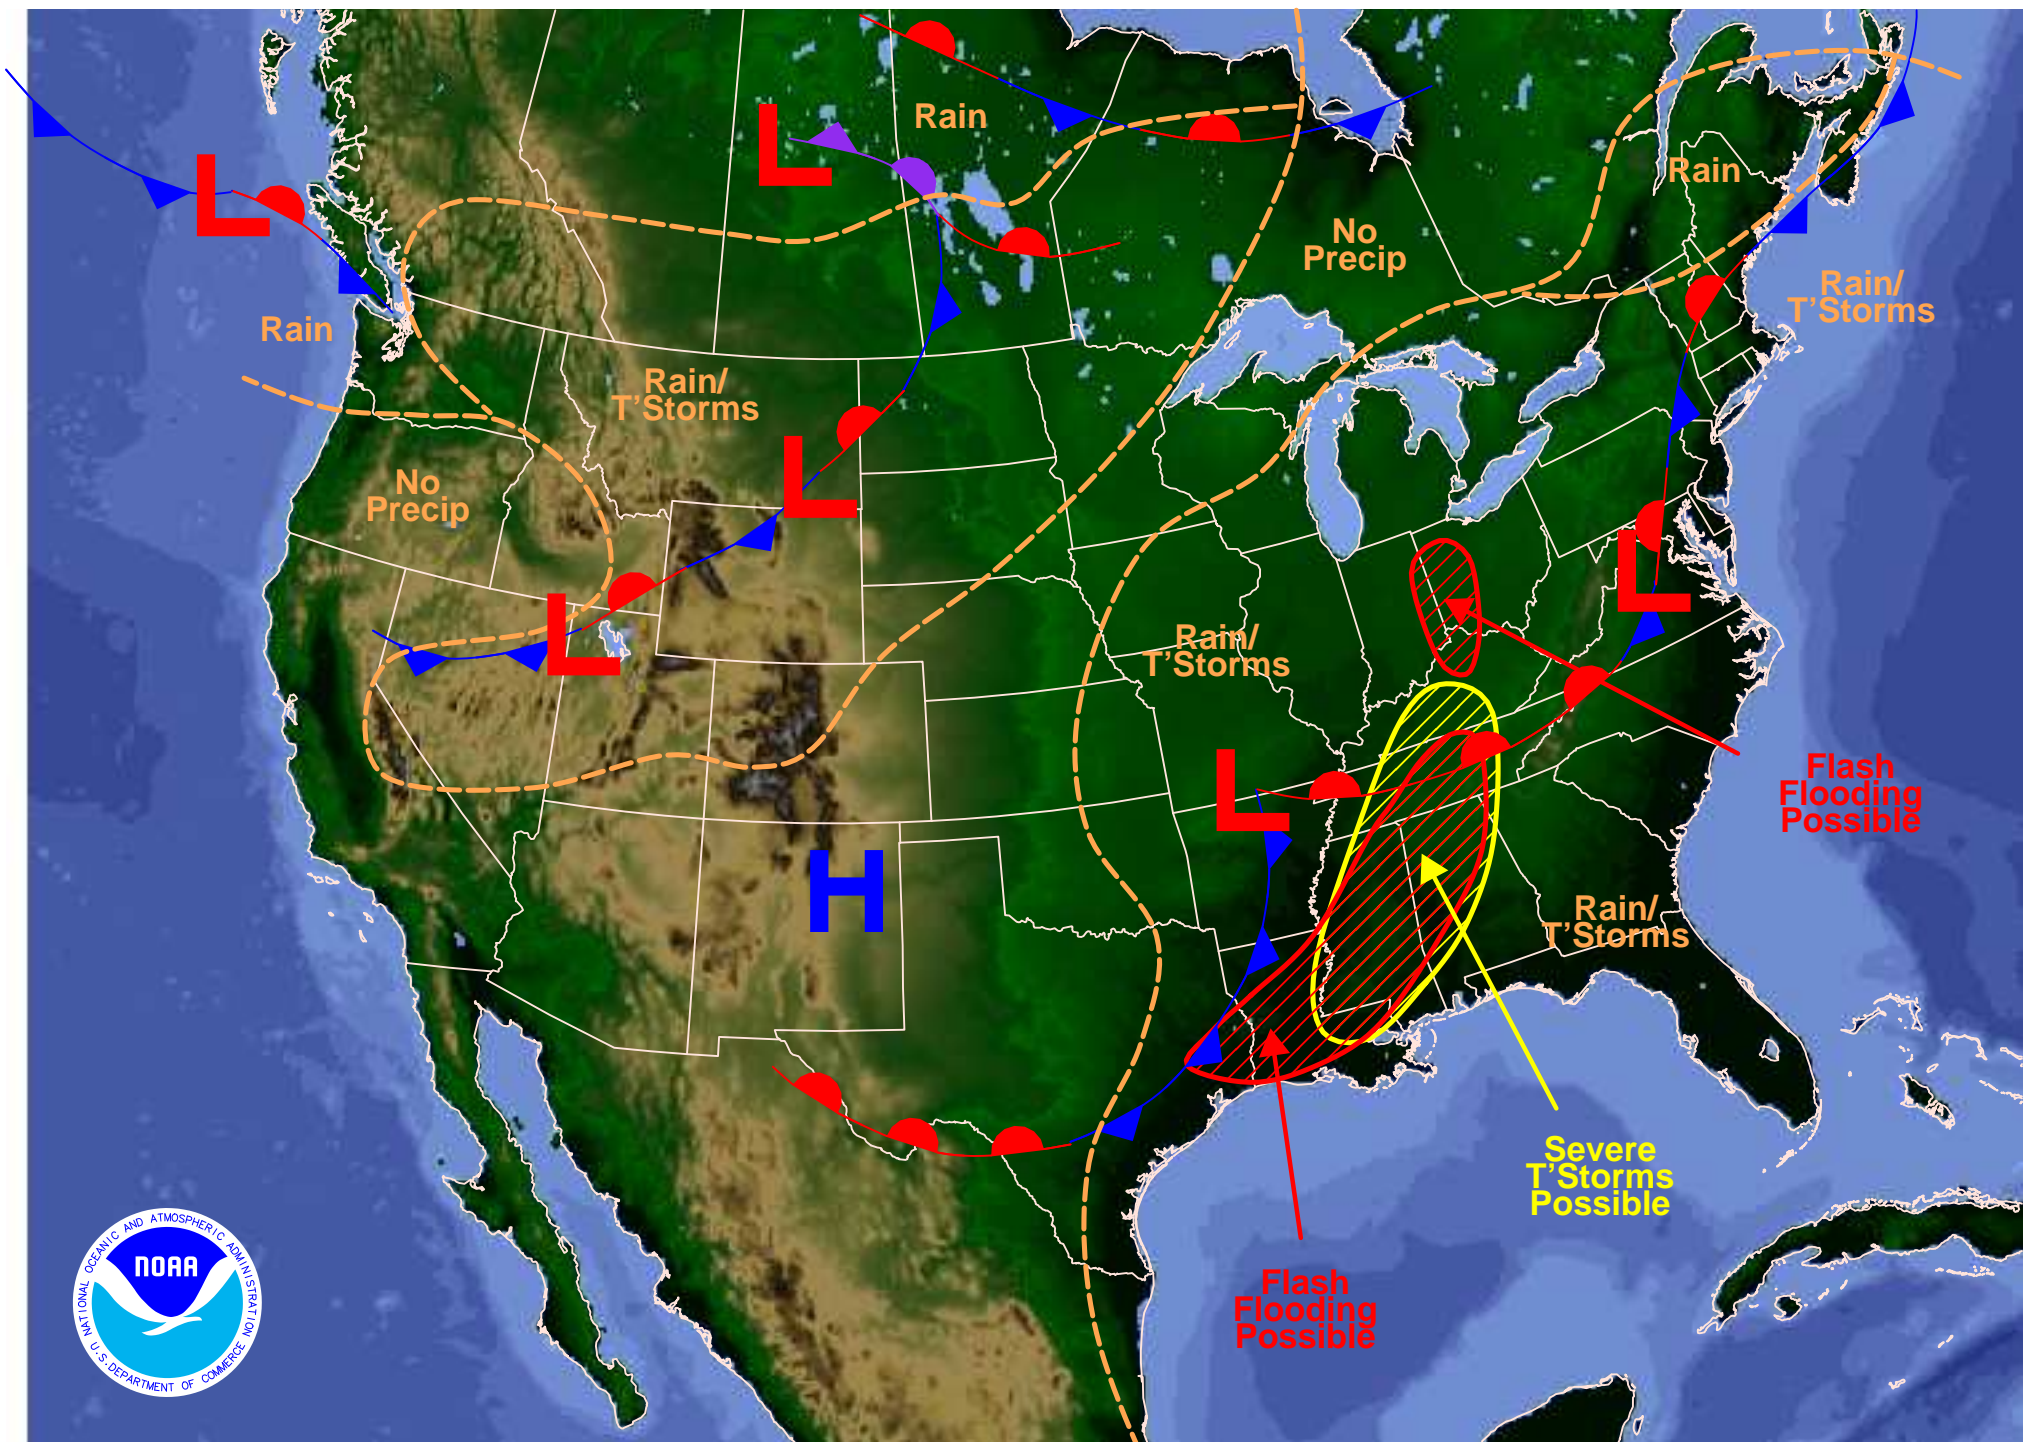 L
Rain
L
Rain
No
Precip
Rain
Rain/
T'Storms
Rain
Rain/
T'Storms
L
No
Precip
L
L
Rain/
T'Storms
L
Flash
Flooding
Possible
H
Rain/
T'Storms
Severe
T'Storms
Possible
Flash
Flooding
Possible
NATIONAL OCEANIC AND ATMOSPHERIC ADMINISTRATION
NOAA
U.S. DEPARTMENT OF COMMERCE